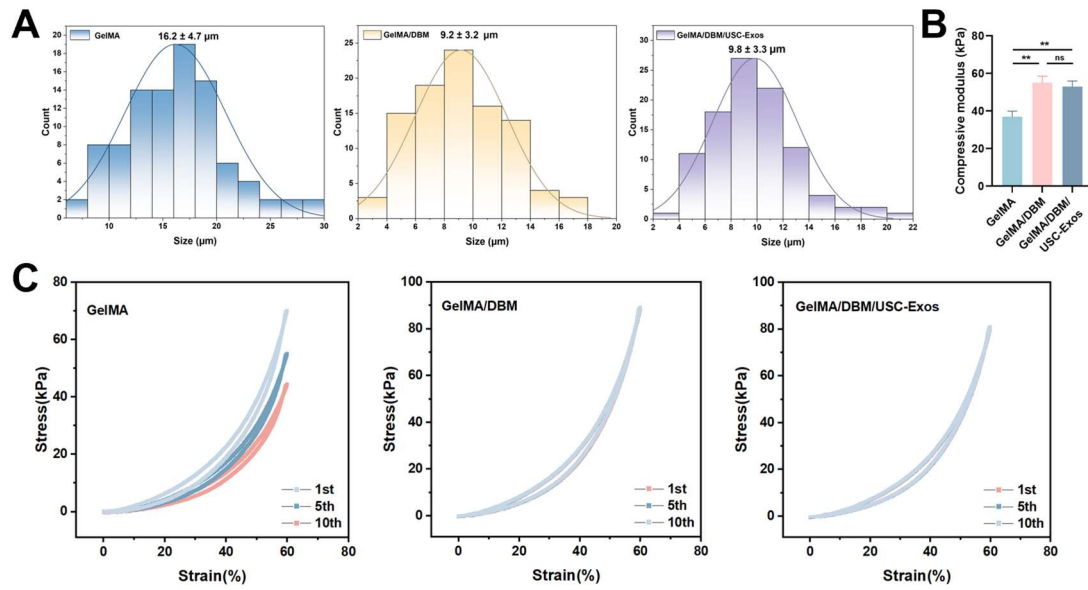 A
GelMA
16.2 ± 4.7 μm
Count
20
18
16
14
12
10
8
6
4
2
0
10
15
20
25
30
Size (μm)
GelMA/DBM
9.2 ± 3.2 μm
Count
25
20
15
10
5
0
2
4
6
8
10
12
14
16
18
20
Size (μm)
GelMA/DBM/USC-Exos
9.8 ± 3.3 μm
Count
30
25
20
15
10
5
0
2
4
6
8
10
12
14
16
18
20
22
Size (μm)
B
Compressive modulus (kPa)
80
60
40
20
0
**
**
ns
GelMA
GelMA/DBM
GelMA/DBM/
USC-Exos
C
GelMA
Stress(kPa)
80
60
40
20
0
1st
5th
10th
0
20
40
60
80
Strain(%)
GelMA/DBM
Stress(kPa)
100
80
60
40
20
0
1st
5th
10th
0
20
40
60
80
Strain(%)
GelMA/DBM/USC-Exos
Stress(kPa)
100
80
60
40
20
0
1st
5th
10th
0
20
40
60
80
Strain(%)